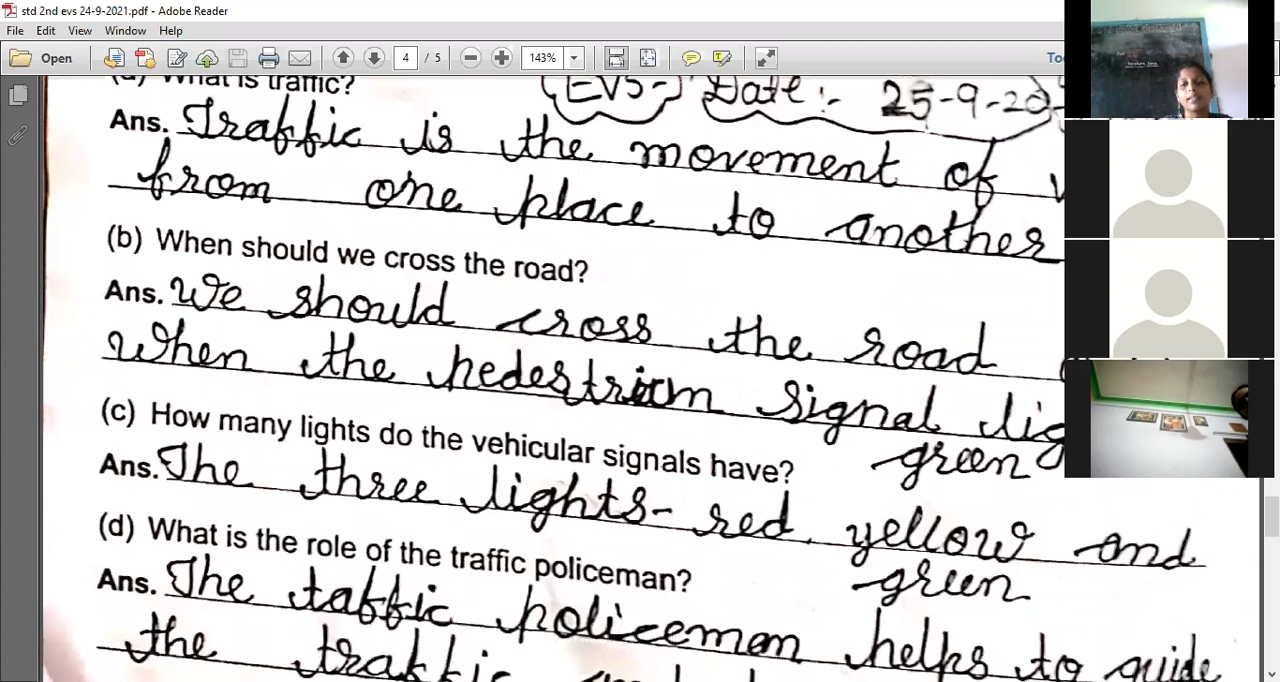 std 2nd evs 24-9-2021.pdf - Adobe Reader
File Edit View Window Help
Open 4 / 5 143%
(a) What is traffic?
EVS- Date :- 25-9-20
Ans. Traffic is the movement of
from one place to another
(b) When should we cross the road?
Ans. We should cross the road
When the pedestrian signal
green
(c) How many lights do the vehicular signals have?
Ans. The three lights- red, yellow and
green
(d) What is the role of the traffic policeman?
Ans. The taffic policeman helps to guide
the traffic